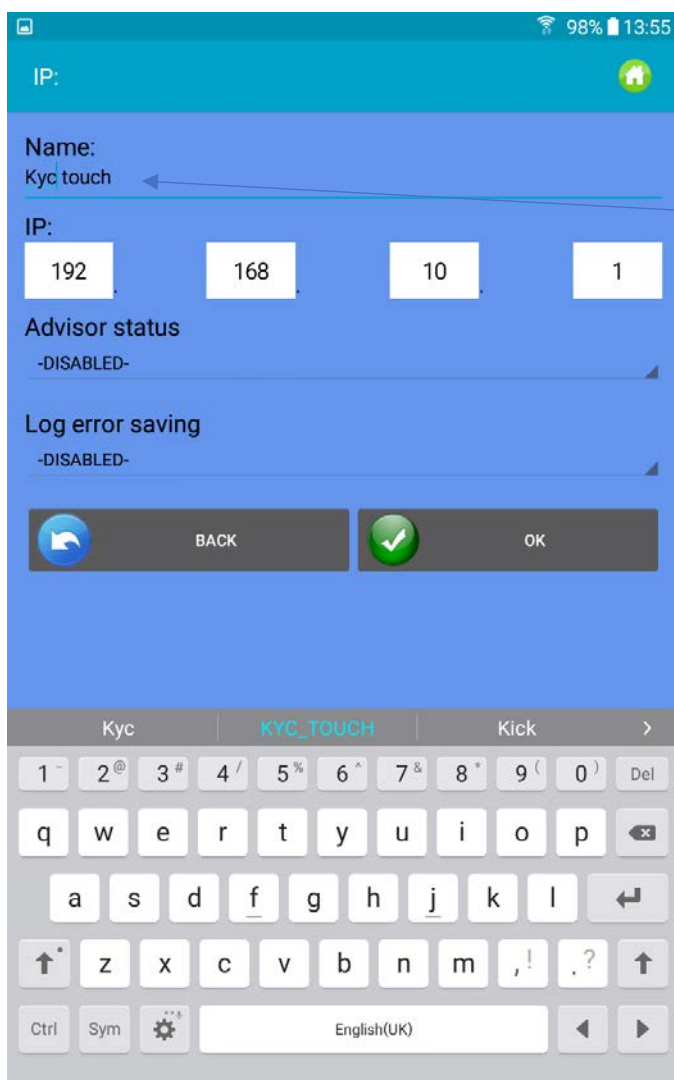 98% 13:55
IP:
Name:
Kyc touch
IP:
192 . 168 . 10 . 1
Advisor status
-DISABLED-
Log error saving
-DISABLED-
BACK OK
Kyc KYC_TOUCH Kick >
1 - 2 @ 3 # 4 / 5 % 6 ^ 7 & 8 * 9 ( 0 ) Del
q w e r t y u i o p
a s d f g h j k l
z x c v b n m , ! . ?
Ctrl Sym English(UK)